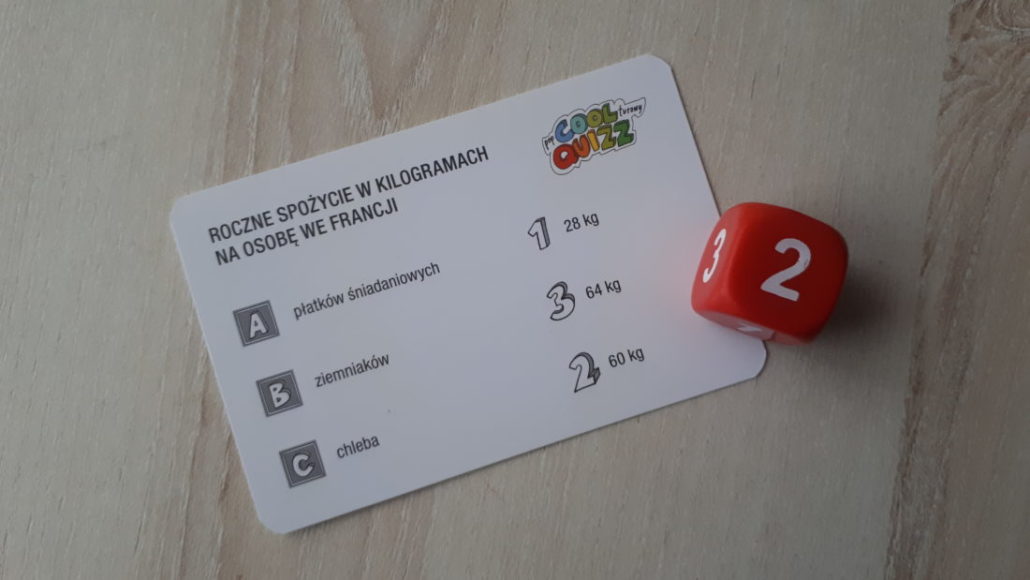 COOL turowy
QUIZZ
ROCZNE SPOŻYCIE W KILOGRAMACH
NA OSOBĘ WE FRANCJI
A płatków śniadaniowych 1 28 kg
B ziemniaków 3 64 kg
C chleba 2 60 kg
3 2